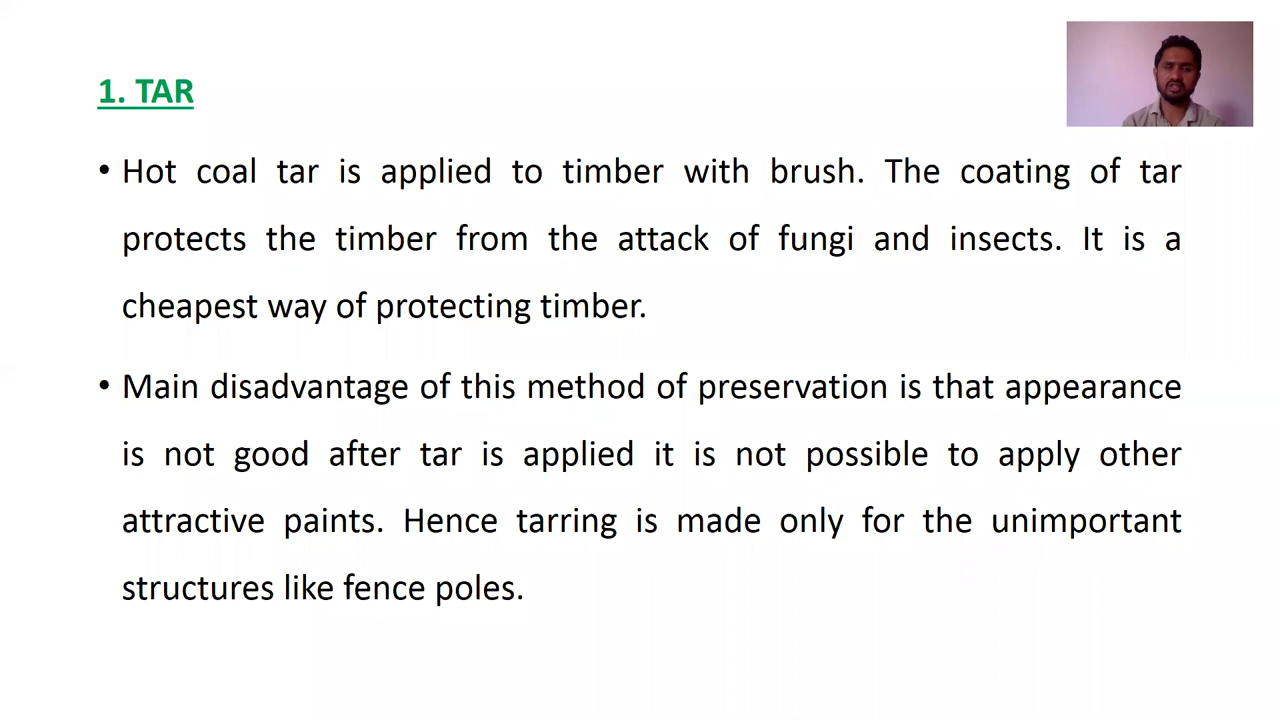 1. TAR
• Hot coal tar is applied to timber with brush. The coating of tar
protects the timber from the attack of fungi and insects. It is a
cheapest way of protecting timber.
• Main disadvantage of this method of preservation is that appearance
is not good after tar is applied it is not possible to apply other
attractive paints. Hence tarring is made only for the unimportant
structures like fence poles.